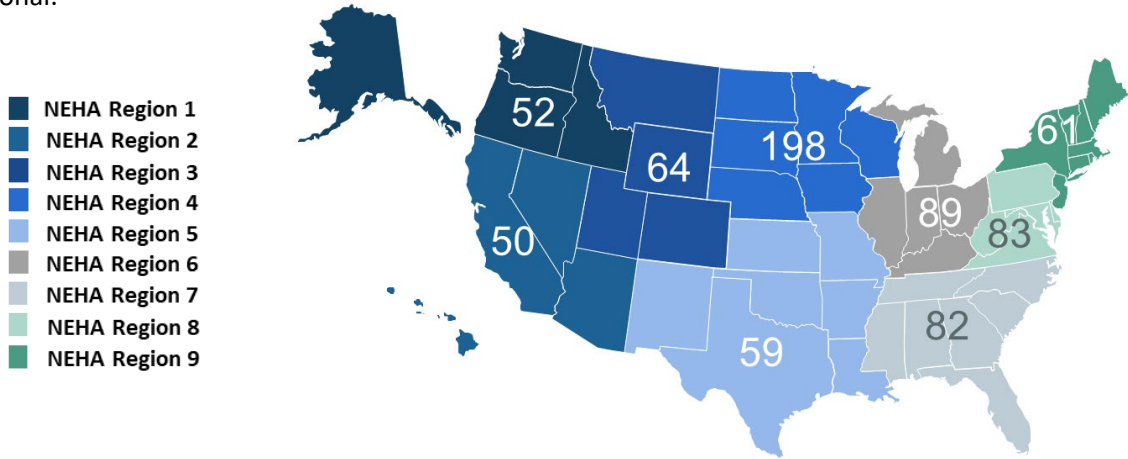 onal.
NEHA Region 1
NEHA Region 2
NEHA Region 3
NEHA Region 4
NEHA Region 5
NEHA Region 6
NEHA Region 7
NEHA Region 8
NEHA Region 9
52
64
198
61
50
89
83
59
82